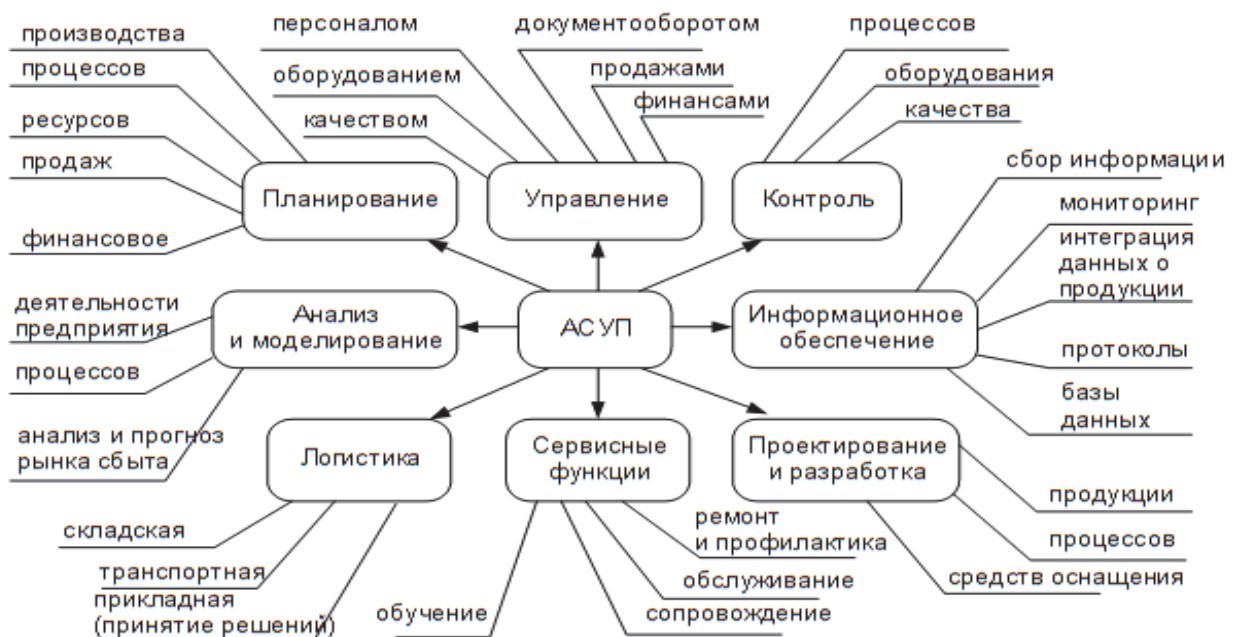 производства
процессов
ресурсов
продаж
финансовое
Планирование
персоналом
оборудованием
качеством
документооборотом
продажами
финансами
Управление
процессов
оборудования
качества
Контроль
деятельности
предприятия
процессов
анализ и прогноз
рынка сбыта
Анализ
и моделирование
АСУП
Информационное
обеспечение
сбор информации
мониторинг
интеграция
данных о
продукции
протоколы
базы
данных
Логистика
складская
транспортная
прикладная
(принятие решений)
Сервисные
функции
обучение
ремонт
и профилактика
обслуживание
сопровождение
Проектирование
и разработка
продукции
процессов
средств оснащения